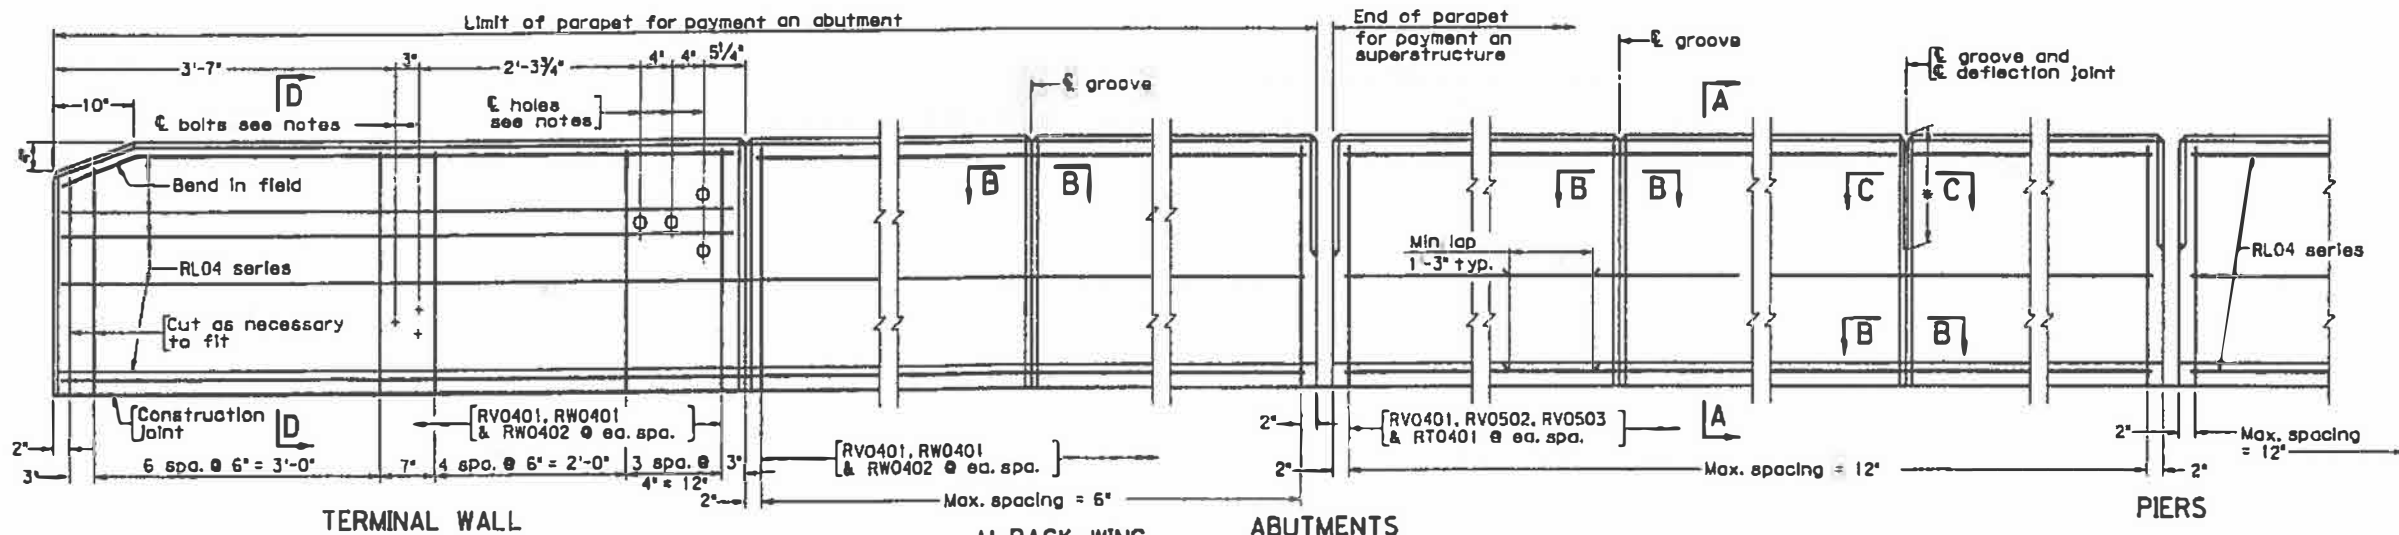 Limit of parapet for payment an abutment
End of parapet
for payment an
superstructure
℄ groove
℄ groove and
℄ deflection joint
3'-7"
3"
2'-3¾"
4"
4"
5¼"
D
℄ groove
A
10"
℄ holes
see notes
℄ bolts see notes
Bend in field
B
B
B
B
C
C
*
Min lap
1'-3" typ.
RL04 series
RL04 series
Cut as necessary
to fit
B
B
Construction
joint
D
RV0401, RW0401
& RW0402 @ ea. spa.
2"
RV0401, RV0502, RV0503
& RT0401 @ ea. spa.
A
2"
2"
Max. spacing
= 12"
3"
6 spa. @ 6" = 3'-0"
7"
4 spa. @ 6" = 2'-0"
3 spa. @
4" = 12"
3"
RV0401, RW0401
& RW0402 @ ea. spa.
2"
Max. spacing = 12"
2"
2"
Max. spacing = 6"
TERMINAL WALL
ABUTMENTS
PIERS